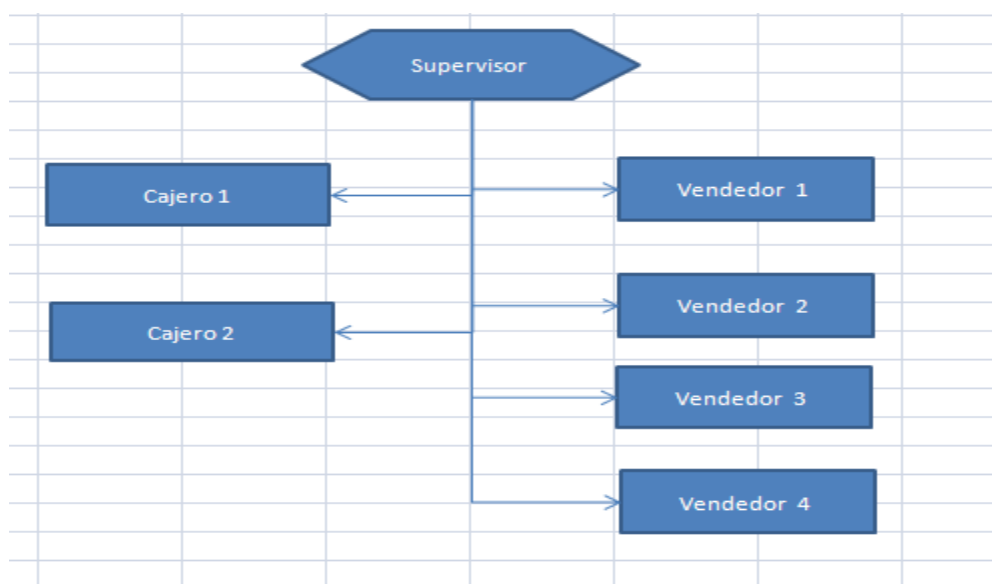 Supervisor
Cajero 1
Vendedor 1
Cajero 2
Vendedor 2
Vendedor 3
Vendedor 4